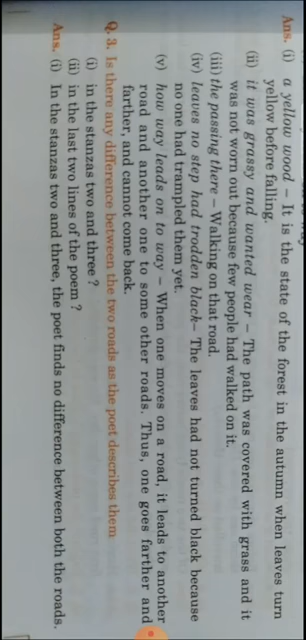 Ans. (i) a yellow wood – It is the state of the forest in the autumn when leaves turn
yellow before falling.
(ii) it was grassy and wanted wear – The path was covered with grass and it
was not worn out because few people had walked on it.
(iii) the passing there – Walking on that road.
(iv) leaves no step had trodden black– The leaves had not turned black because
no one had trampled them yet.
(v) how way leads on to way – When one moves on a road, it leads to another
road and another one to some other roads. Thus, one goes farther and
farther, and cannot come back.
Q. 3. Is there any difference between the two roads as the poet describes them
(i) in the stanzas two and three ?
(ii) in the last two lines of the poem ?
Ans. (i) In the stanzas two and three, the poet finds no difference between both the roads.